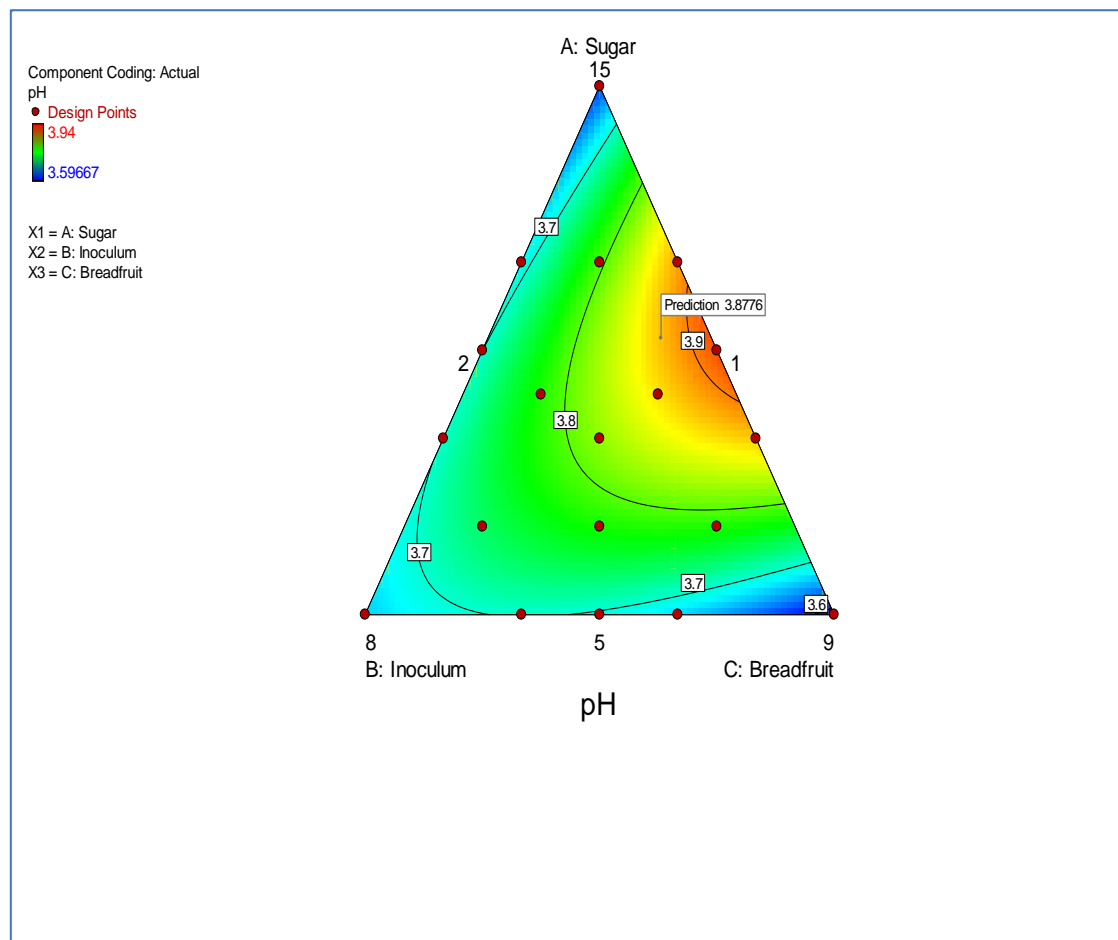 A: Sugar
15
Component Coding: Actual
pH
Design Points
3.94
3.59667
X1 = A: Sugar
X2 = B: Inoculum
X3 = C: Breadfruit
3.7
Prediction 3.8776
3.9
2
1
3.8
3.7
3.7
3.6
8
5
9
B: Inoculum
C: Breadfruit
pH